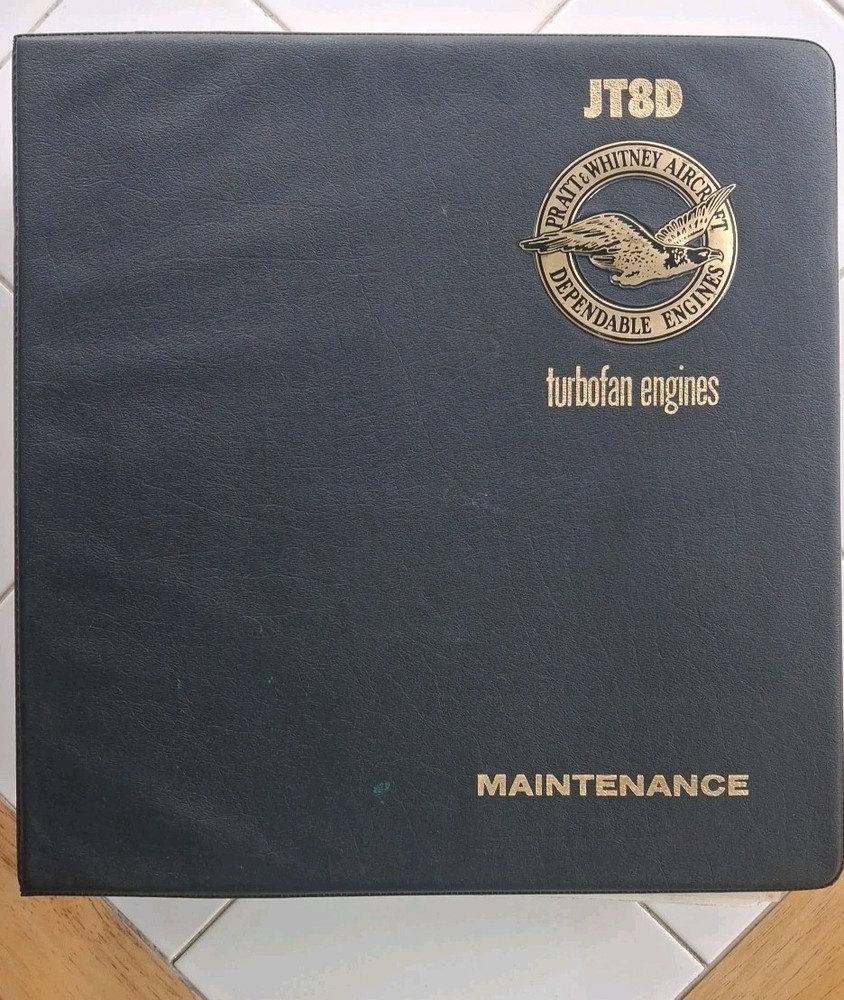 JT8D
PRATT & WHITNEY AIRCRAFT
DEPENDABLE ENGINES
turbofan engines
MAINTENANCE